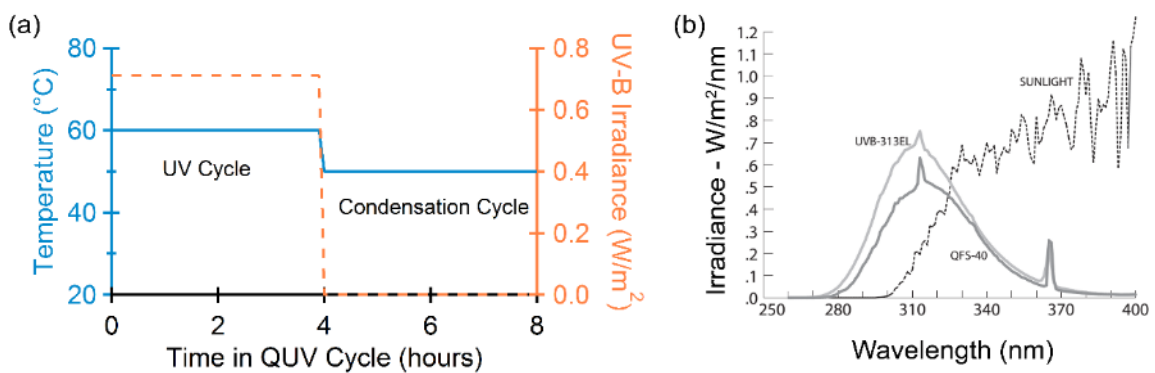 (a)
Temperature (°C)
80
60
40
20
UV Cycle
Condensation Cycle
0.8
0.6
0.4
0.2
0.0
UV-B Irradiance (W/m²)
0 2 4 6 8
Time in QUV Cycle (hours)
(b)
Irradiance - W/m²/nm
1.2
1.1
1.0
.9
.8
.7
.6
.5
.4
.3
.2
.1
.0
SUNLIGHT
UVB-313EL
QFS-40
250 280 310 340 370 400
Wavelength (nm)